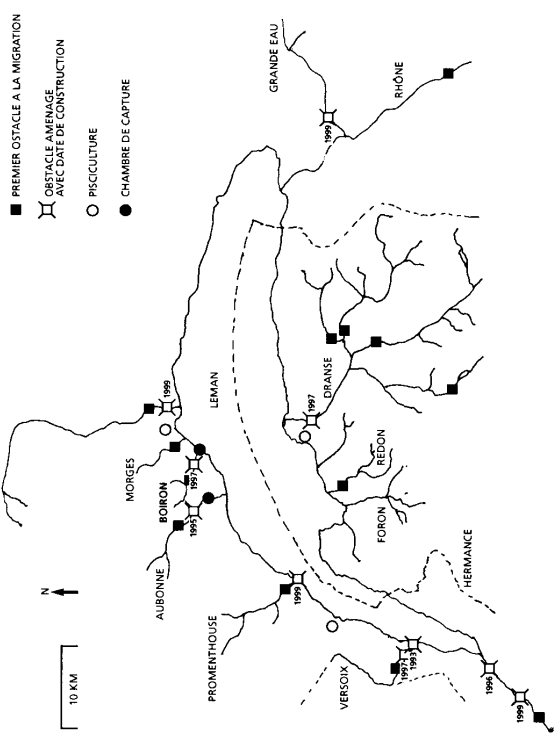 PREMIER OSTACLE A LA MIGRATION
OBSTACLE AMENAGE
AVEC DATE DE CONSTRUCTION
PISCICULTURE
CHAMBRE DE CAPTURE
N
10 KM
GRANDE EAU
1999
RHÔNE
LEMAN
1999
MORGES
1997
BOIRON
1995
AUBONNE
1999
PROMENTHOUSE
VERSOIX
1997
1993
1996
1999
HERMANCE
FORON
REDON
DRANSE
1997